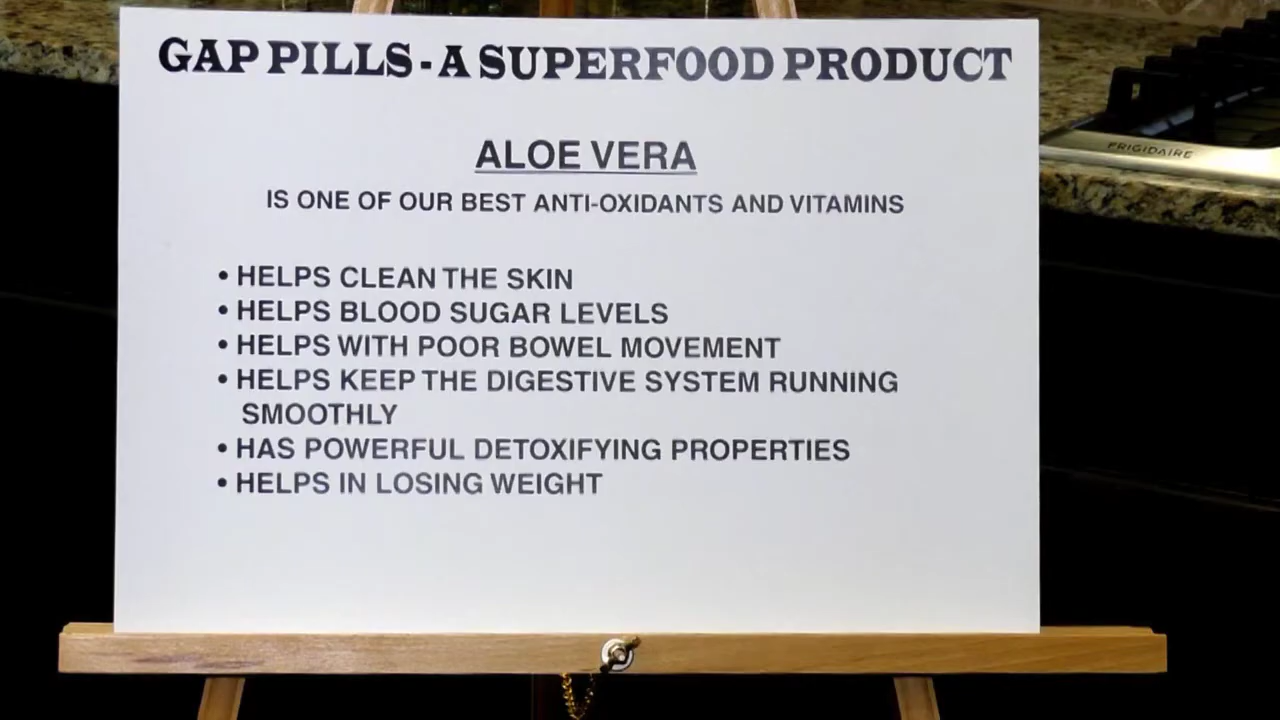 GAP PILLS - A SUPERFOOD PRODUCT
ALOE VERA
IS ONE OF OUR BEST ANTI-OXIDANTS AND VITAMINS
• HELPS CLEAN THE SKIN
• HELPS BLOOD SUGAR LEVELS
• HELPS WITH POOR BOWEL MOVEMENT
• HELPS KEEP THE DIGESTIVE SYSTEM RUNNING
SMOOTHLY
• HAS POWERFUL DETOXIFYING PROPERTIES
• HELPS IN LOSING WEIGHT
FRIGIDAIRE